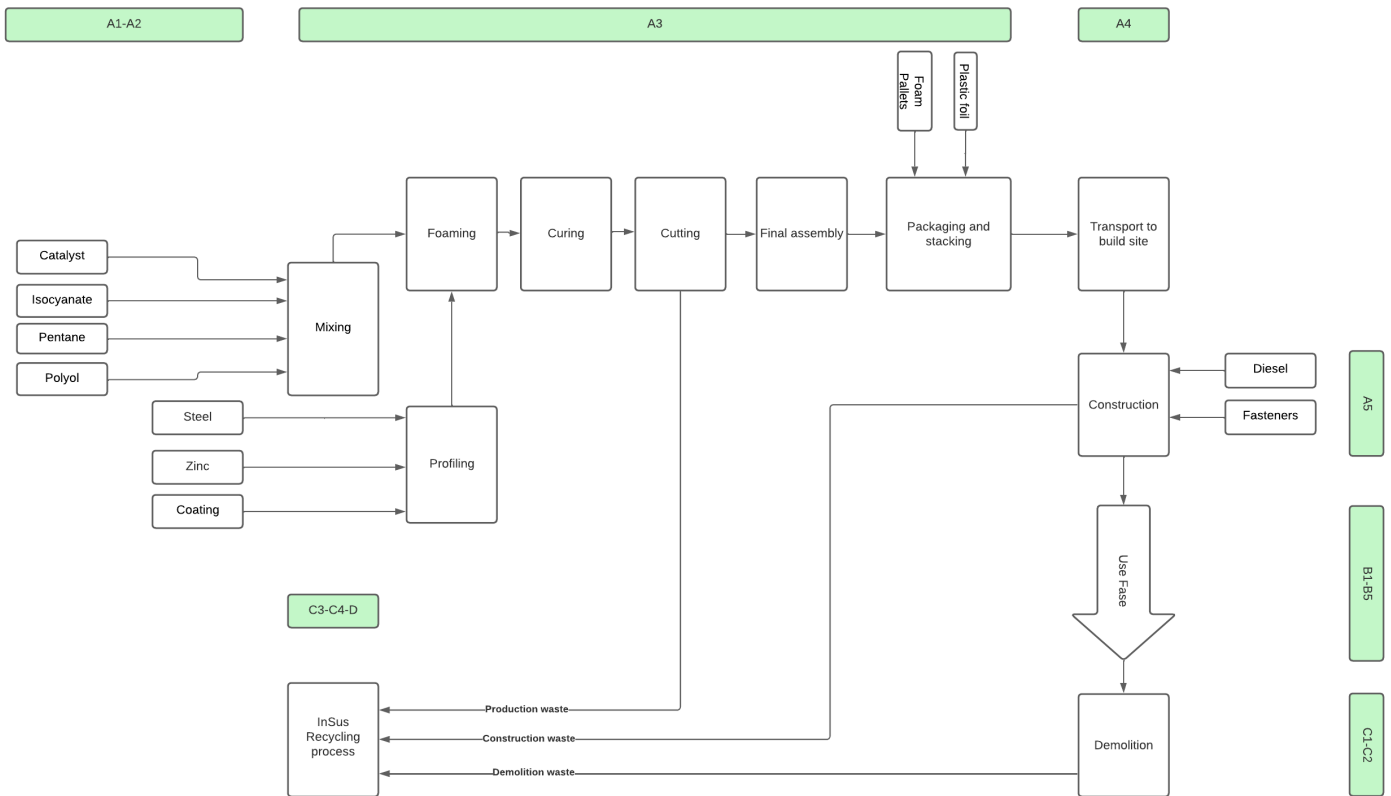 A1-A2
A3
A4
Foam
Pallets
Plastic foil
Foaming
Curing
Cutting
Final assembly
Packaging and
stacking
Transport to
build site
Catalyst
Isocyanate
Pentane
Polyol
Mixing
Steel
Zinc
Coating
Profiling
Construction
Diesel
Fasteners
A5
Use Fase
B1-B5
C3-C4-D
InSus
Recycling
process
Production waste
Construction waste
Demolition waste
Demolition
C1-C2